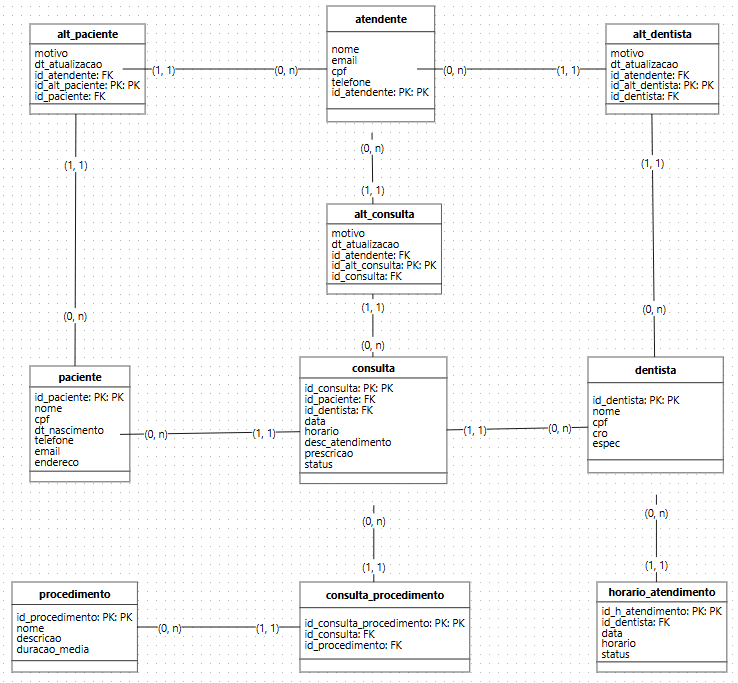 alt_paciente
motivo
dt_atualizacao
id_atendente: FK
id_alt_paciente: PK: PK
id_paciente: FK
(1, 1)
(0, n)
atendente
nome
email
cpf
telefone
id_atendente: PK: PK
(0, n)
(1, 1)
alt_dentista
motivo
dt_atualizacao
id_atendente: FK
id_alt_dentista: PK: PK
id_dentista: FK
(1, 1)
(0, n)
(0, n)
(1, 1)
alt_consulta
motivo
dt_atualizacao
id_atendente: FK
id_alt_consulta: PK: PK
id_consulta: FK
(1, 1)
(0, n)
(1, 1)
(0, n)
paciente
id_paciente: PK: PK
nome
cpf
dt_nascimento
telefone
email
endereco
(0, n)
(1, 1)
consulta
id_consulta: PK: PK
id_paciente: FK
id_dentista: FK
data
horario
desc_atendimento
prescricao
status
(1, 1)
(0, n)
dentista
id_dentista: PK: PK
nome
cpf
cro
espec
(0, n)
(1, 1)
(0, n)
(1, 1)
procedimento
id_procedimento: PK: PK
nome
descricao
duracao_media
(0, n)
(1, 1)
consulta_procedimento
id_consulta_procedimento: PK: PK
id_consulta: FK
id_procedimento: FK
horario_atendimento
id_h_atendimento: PK: PK
id_dentista: FK
data
horario
status